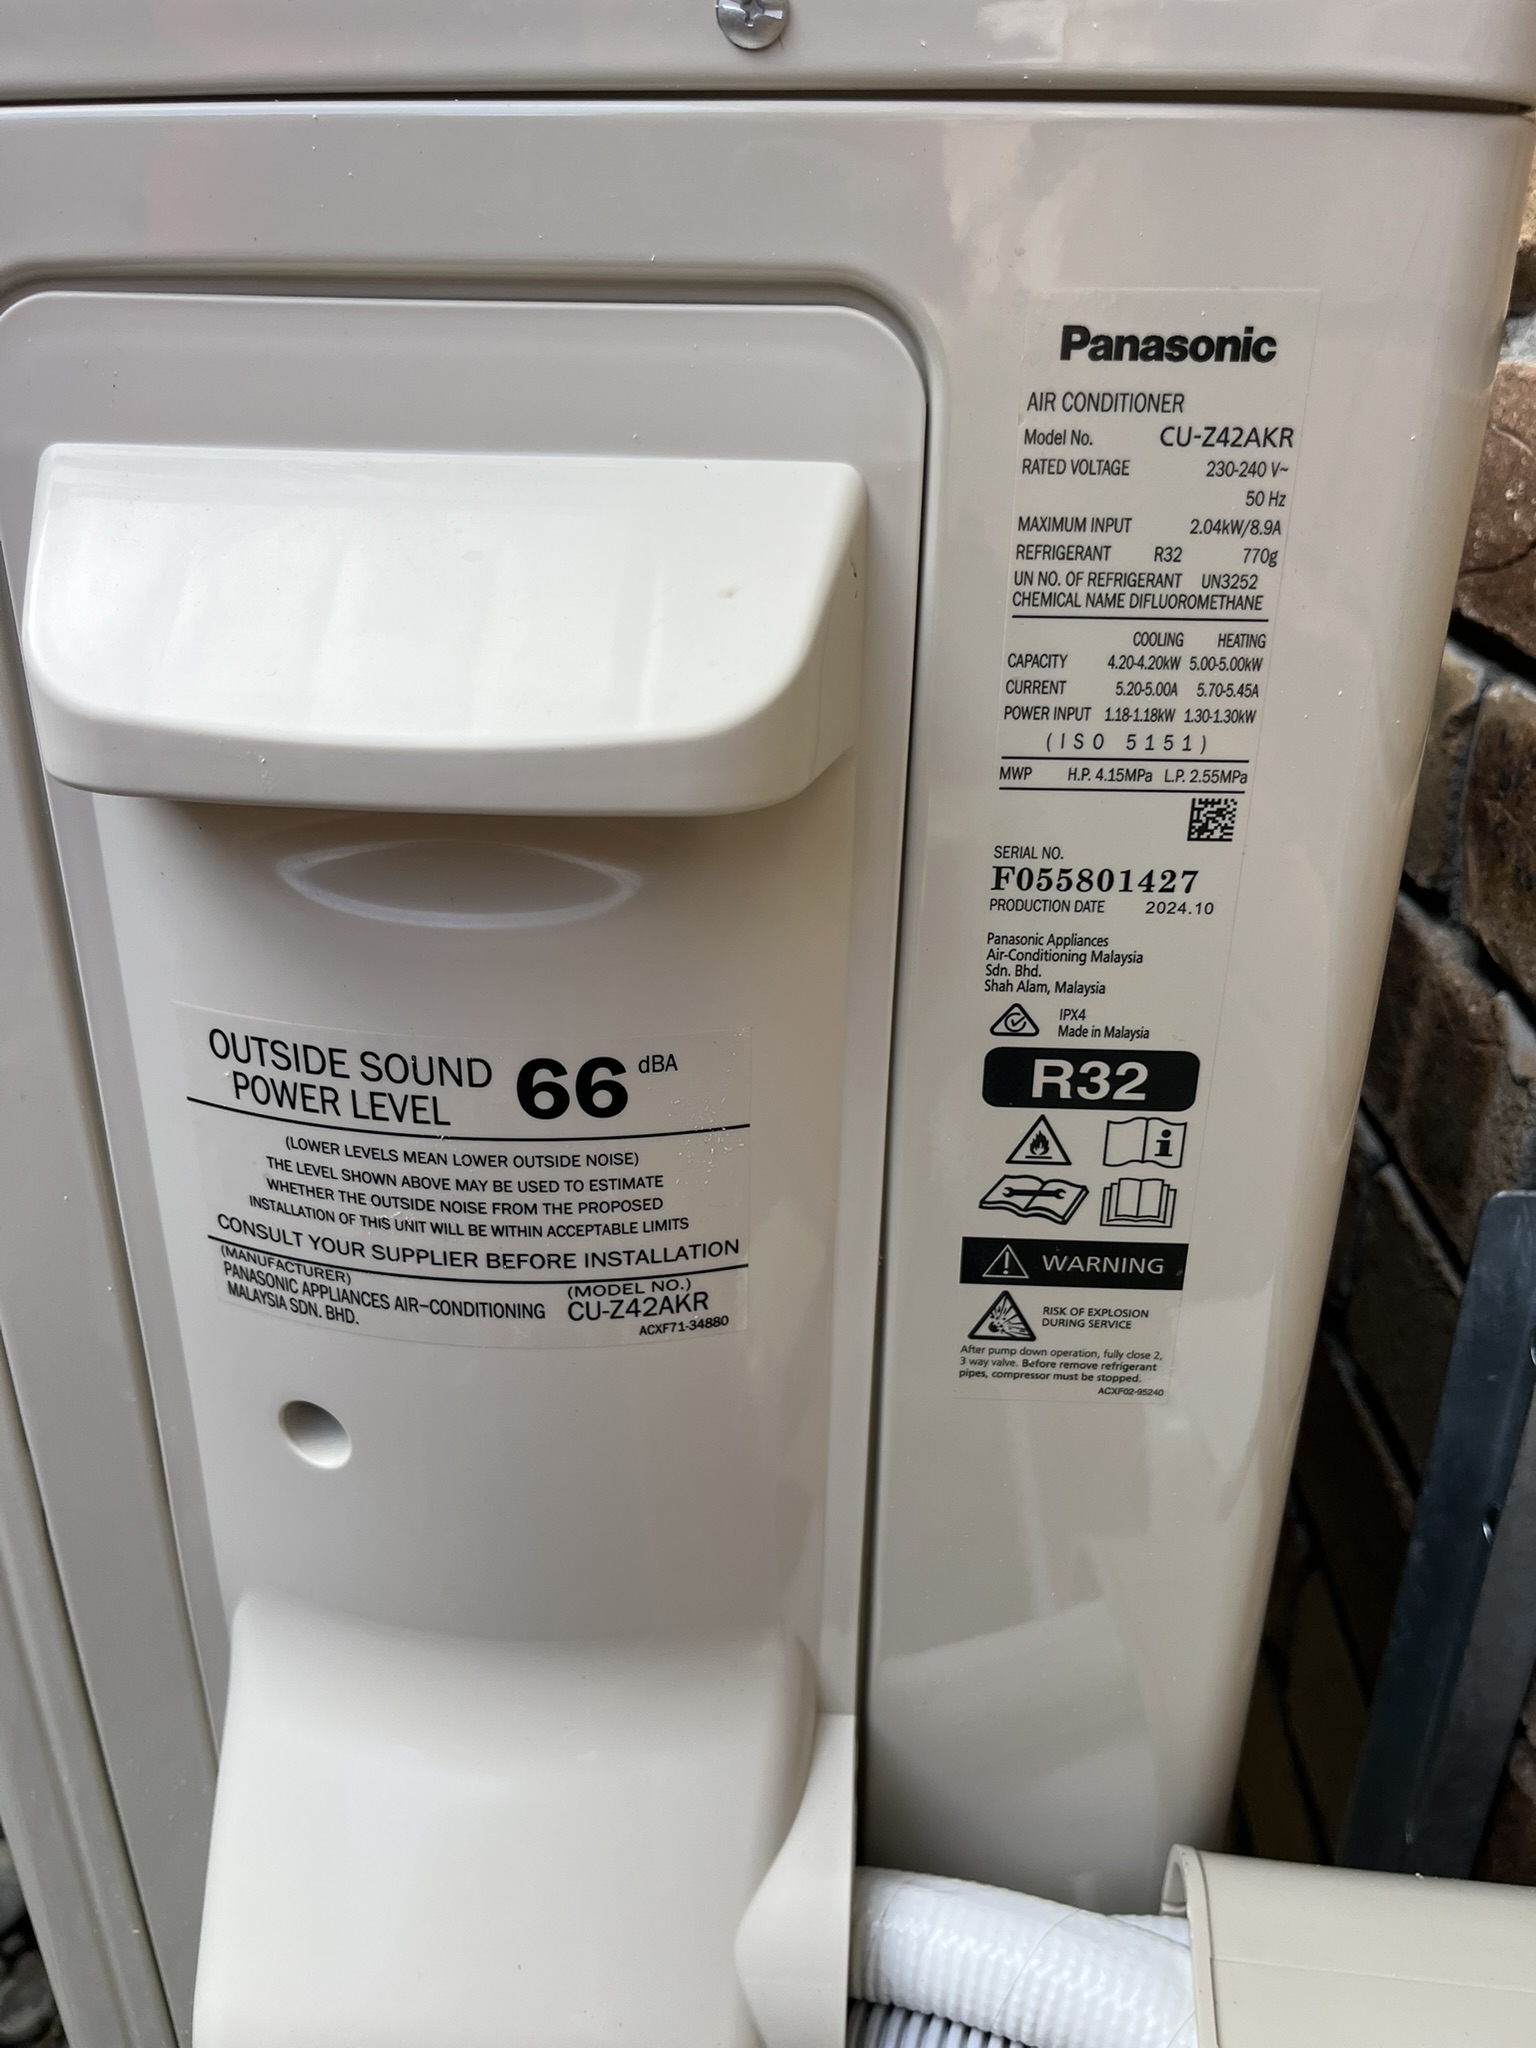 Panasonic
AIR CONDITIONER
Model No. CU-Z42AKR
RATED VOLTAGE 230-240 V~
50 Hz
MAXIMUM INPUT 2.04kW/8.9A
REFRIGERANT R32 770g
UN NO. OF REFRIGERANT UN3252
CHEMICAL NAME DIFLUOROMETHANE
COOLING HEATING
CAPACITY 4.20-4.20kW 5.00-5.00kW
CURRENT 5.20-5.00A 5.70-5.45A
POWER INPUT 1.18-1.18kW 1.30-1.30kW
(ISO 5151)
MWP H.P. 4.15MPa L.P. 2.55MPa
SERIAL NO.
F055801427
PRODUCTION DATE 2024.10
Panasonic Appliances
Air-Conditioning Malaysia
Sdn. Bhd.
Shah Alam, Malaysia
IPX4
Made in Malaysia
R32
WARNING
RISK OF EXPLOSION
DURING SERVICE
After pump down operation, fully close 2,
3 way valve. Before remove refrigerant
pipes, compressor must be stopped.
ACXF02-95240
OUTSIDE SOUND
POWER LEVEL 66 dBA
(LOWER LEVELS MEAN LOWER OUTSIDE NOISE)
THE LEVEL SHOWN ABOVE MAY BE USED TO ESTIMATE
WHETHER THE OUTSIDE NOISE FROM THE PROPOSED
INSTALLATION OF THIS UNIT WILL BE WITHIN ACCEPTABLE LIMITS
CONSULT YOUR SUPPLIER BEFORE INSTALLATION
(MANUFACTURER)
PANASONIC APPLIANCES AIR-CONDITIONING
MALAYSIA SDN. BHD.
(MODEL NO.)
CU-Z42AKR
ACXF71-34880